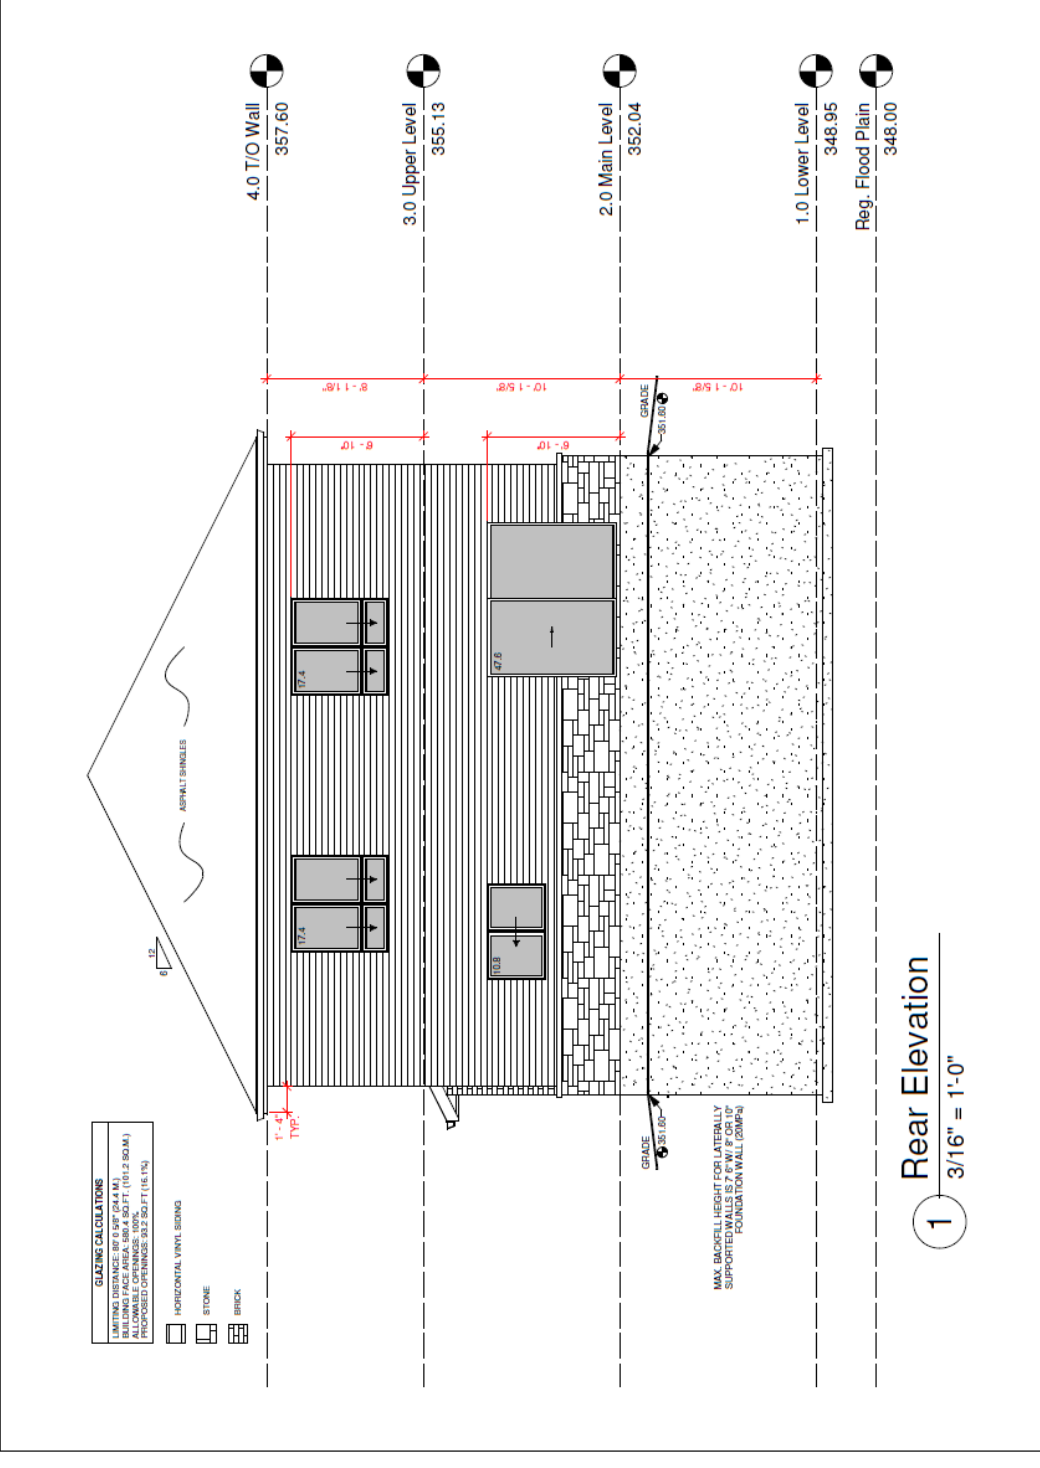 GLAZING CALCULATIONS
LIMITING DISTANCE: 80' 0 5/8" (24.4 M.)
BUILDING FACE AREA: 580.4 SQ.FT. (101.2 SQ.M.)
ALLOWABLE OPENINGS: 100%
PROPOSED OPENINGS: 93.2 SQ.FT (16.1%)
HORIZONTAL VINYL SIDING
STONE
BRICK
12
6
ASPHALT SHINGLES
4.0 T/O Wall
357.60
3.0 Upper Level
355.13
2.0 Main Level
352.04
1.0 Lower Level
348.95
Reg. Flood Plain
348.00
1' - 4"
TYP.
17.4
17.4
10.8
47.6
8' - 1 1/8"
10' - 1 5/8"
10' - 1 5/8"
6' - 10"
6' - 10"
GRADE
351.60
GRADE
351.60
MAX. BACKFILL HEIGHT FOR LATERALLY
SUPPORTED WALLS IS 7' 6" W/ 8" OR 10"
FOUNDATION WALL (20MPa)
1
Rear Elevation
3/16" = 1'-0"